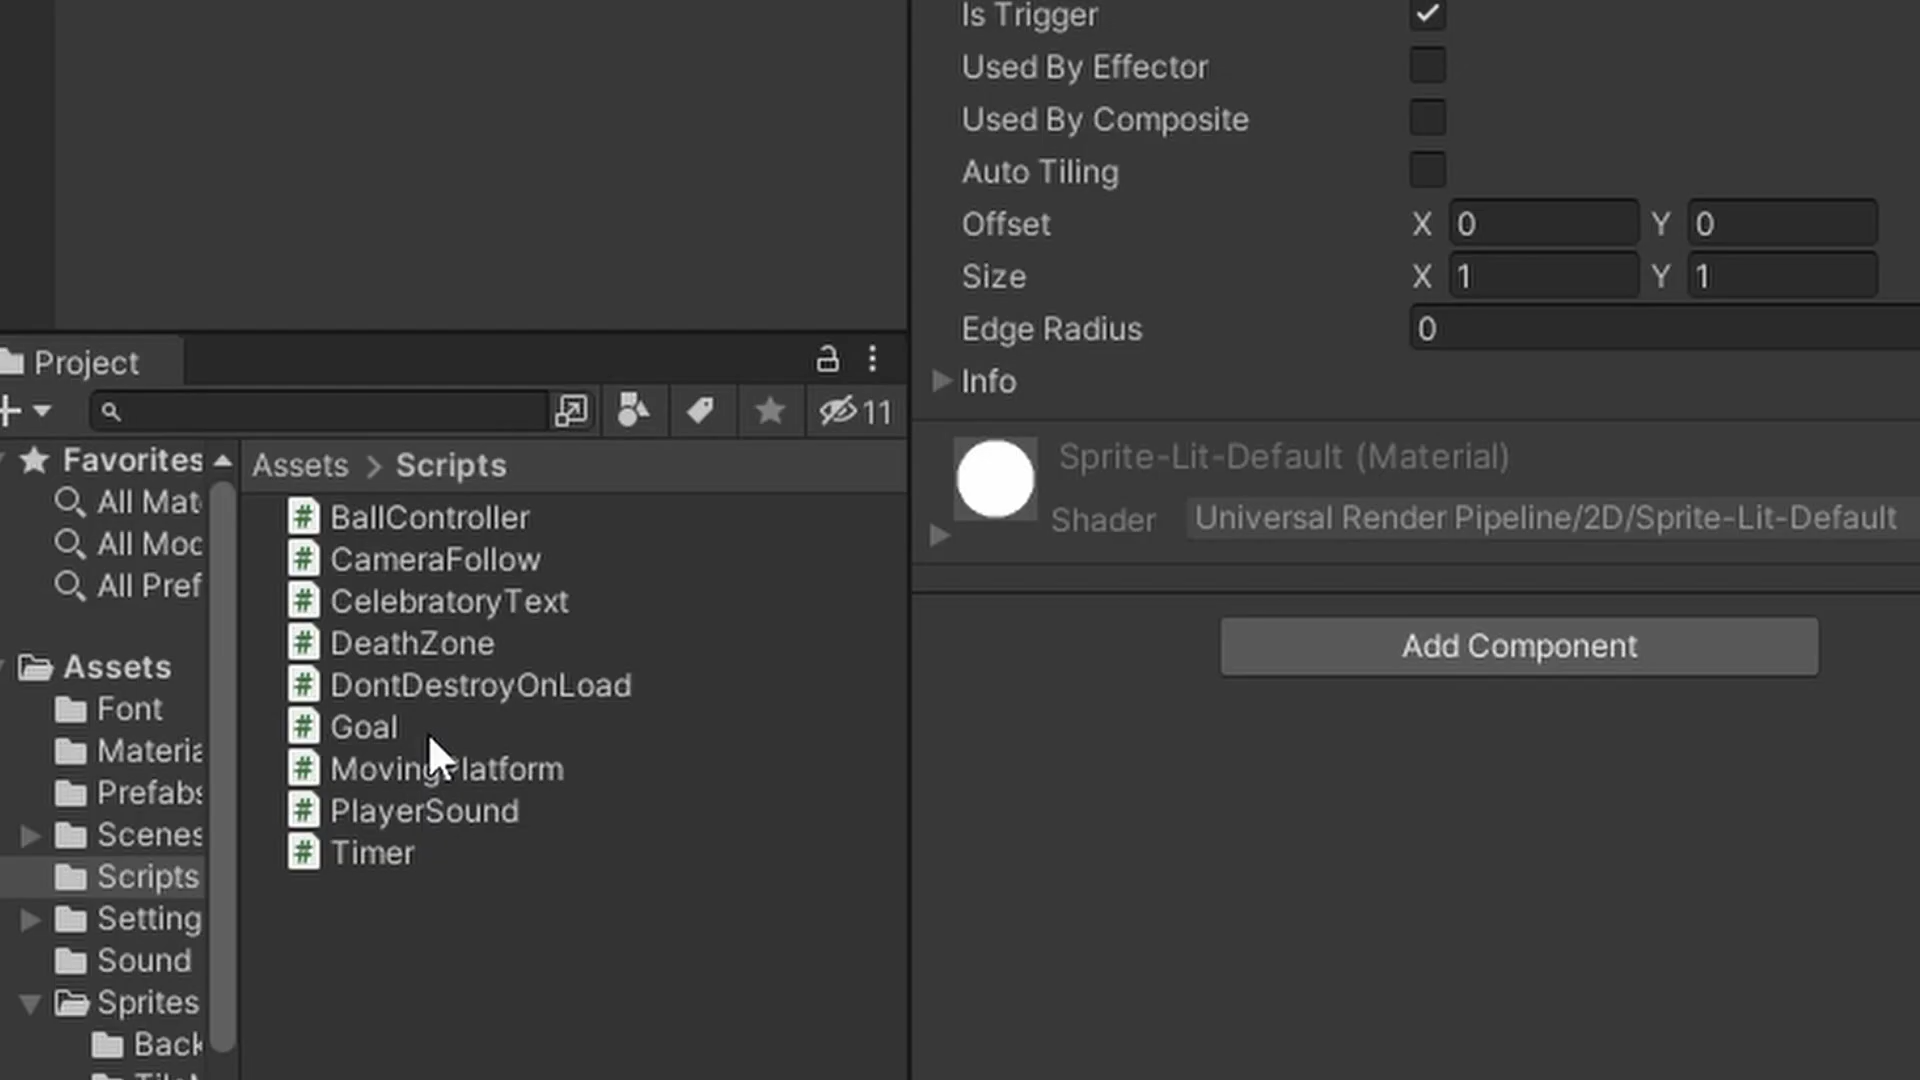 Is Trigger
Used By Effector
Used By Composite
Auto Tiling
Offset X 0 Y 0
Size X 1 Y 1
Edge Radius 0
Info
Sprite-Lit-Default (Material)
Shader Universal Render Pipeline/2D/Sprite-Lit-Default
Add Component
Project
11
Favorites
All Mat
All Moc
All Pref
Assets
Font
Materia
Prefabs
Scenes
Scripts
Setting
Sound
Sprites
Back
Assets > Scripts
BallController
CameraFollow
CelebratoryText
DeathZone
DontDestroyOnLoad
Goal
MovingPlatform
PlayerSound
Timer